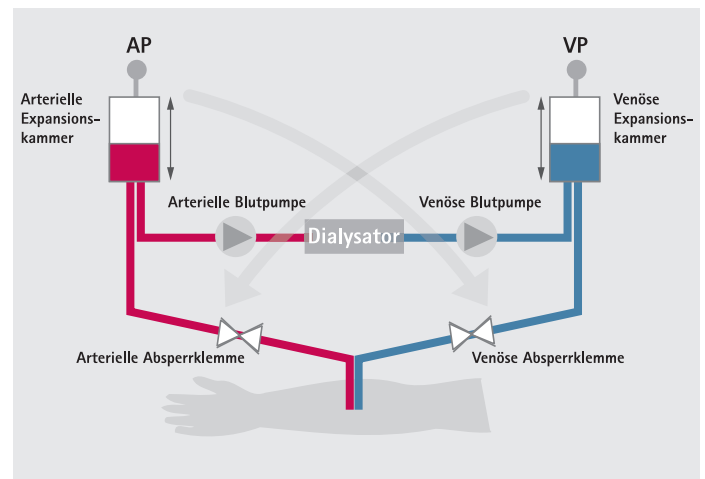 AP
VP
Arterielle
Expansions-
kammer
Venöse
Expansions-
kammer
Arterielle Blutpumpe
Venöse Blutpumpe
Dialysator
Arterielle Absperrklemme
Venöse Absperrklemme